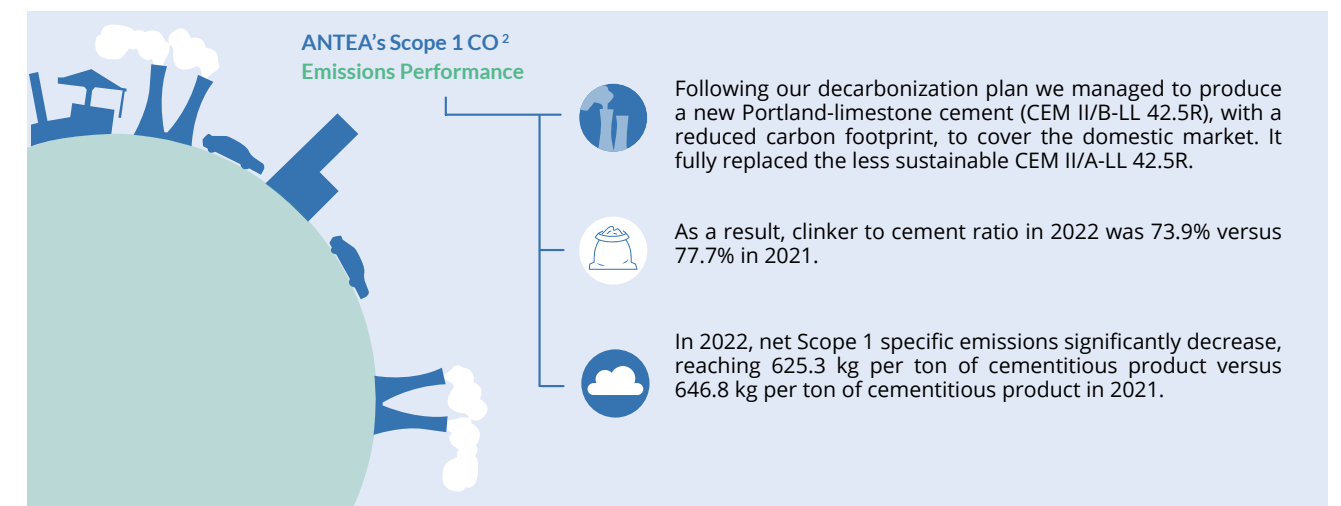 ANTEA’s Scope 1 CO ²
Emissions Performance
Following our decarbonization plan we managed to produce
a new Portland-limestone cement (CEM II/B-LL 42.5R), with a
reduced carbon footprint, to cover the domestic market. It
fully replaced the less sustainable CEM II/A-LL 42.5R.
As a result, clinker to cement ratio in 2022 was 73.9% versus
77.7% in 2021.
In 2022, net Scope 1 specific emissions significantly decrease,
reaching 625.3 kg per ton of cementitious product versus
646.8 kg per ton of cementitious product in 2021.